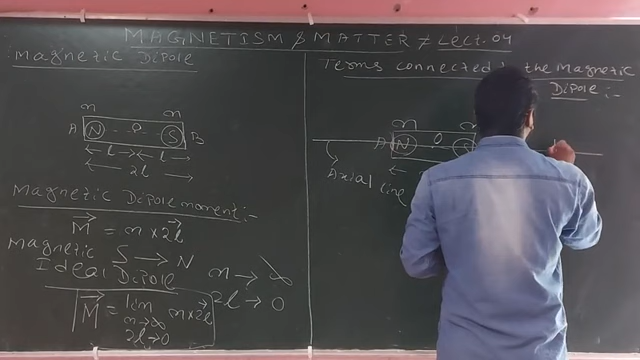 MAGNETISM & MATTER / Lect. 04
Magnetic Dipole
m m
A N O S B
l l
2l
Magnetic Dipole moment :-
M = m × 2l
S → N
Magnetic
Ideal Dipole
m → ∞
2l → 0
M = lim m × 2l
m → ∞
2l → 0
Terms connected the Magnetic
Dipole :-
m m
A N O
Axial line